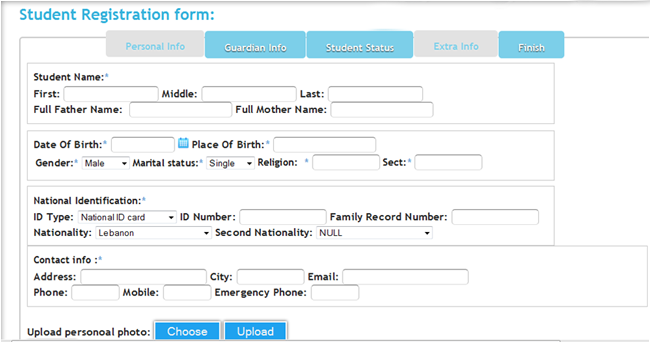 Student Registration form:
Personal Info Guardian Info Student Status Extra Info Finish
Student Name:*
First: Middle: Last:
Full Father Name: Full Mother Name:
Date Of Birth:* Place Of Birth:*
Gender:* Male Marital status:* Single Religion: * Sect:*
National Identification:*
ID Type: National ID card ID Number: Family Record Number:
Nationality: Lebanon Second Nationality: NULL
Contact info :*
Address: City: Email:
Phone: Mobile: Emergency Phone:
Upload personoal photo: Choose Upload